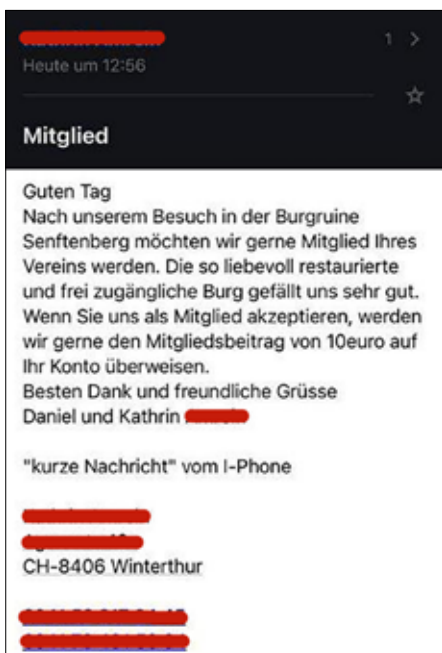 1 >
Heute um 12:56
Mitglied
Guten Tag
Nach unserem Besuch in der Burgruine
Senftenberg möchten wir gerne Mitglied Ihres
Vereins werden. Die so liebevoll restaurierte
und frei zugängliche Burg gefällt uns sehr gut.
Wenn Sie uns als Mitglied akzeptieren, werden
wir gerne den Mitgliedsbeitrag von 10euro auf
Ihr Konto überweisen.
Besten Dank und freundliche Grüsse
Daniel und Kathrin
"kurze Nachricht" vom I-Phone
CH-8406 Winterthur